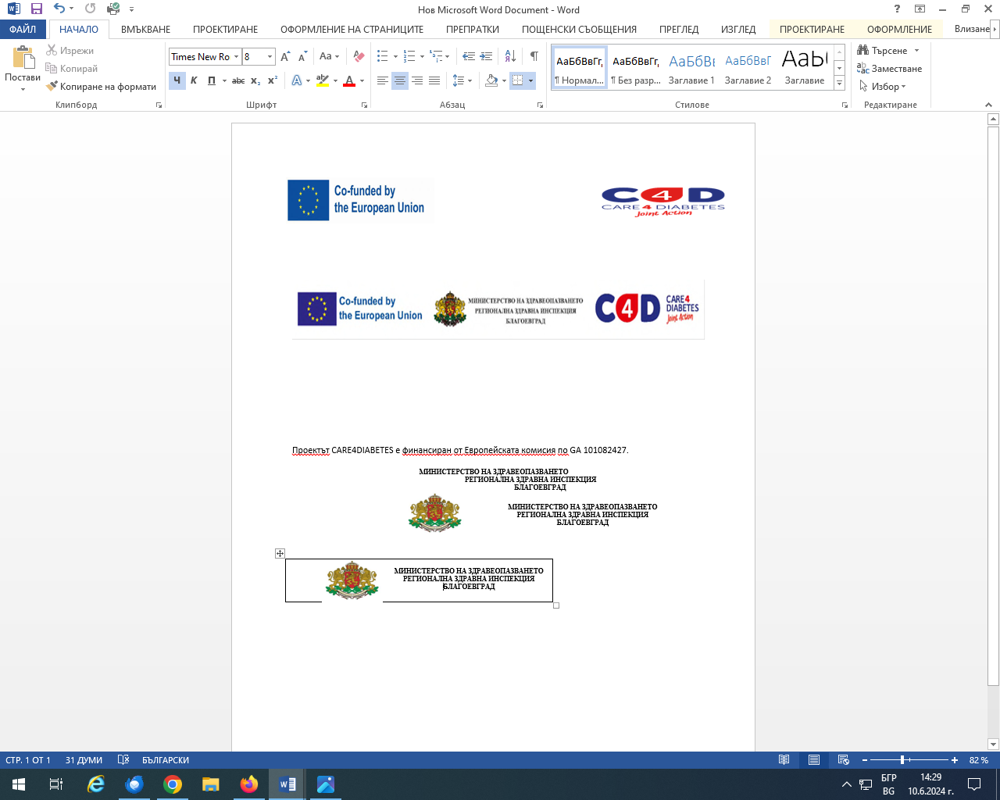 Нов Microsoft Word Document - Word
ФАЙЛ
НАЧАЛО
ВМЪКВАНЕ
ПРОЕКТИРАНЕ
ОФОРМЛЕНИЕ НА СТРАНИЦИТЕ
ПРЕПРАТКИ
ПОЩЕНСКИ СЪОБЩЕНИЯ
ПРЕГЛЕД
ИЗГЛЕД
ПРОЕКТИРАНЕ
ОФОРМЛЕНИЕ
Влизане
Постави
Изрежи
Копирай
Копиране на формати
Клипборд
Times New Ro
8
Шрифт
Абзац
АаБбВвГг,
АаБбВвГг,
АаБбВв
АаБбВвГ
АаБ
¶ Нормал...
¶ Без разр...
Заглавие 1
Заглавие 2
Заглавие
Стилове
Търсене
Заместване
Избор
Редактиране
Co-funded by
the European Union
C4D
CARE4DIABETES
Joint Action
Co-funded by
the European Union
МИНИСТЕРСТВО НА ЗДРАВЕОПАЗВАНЕТО
РЕГИОНАЛНА ЗДРАВНА ИНСПЕКЦИЯ
БЛАГОЕВГРАД
C4D
CARE4
DIABETES
Joint Action
Проектът CARE4DIABETES е финансиран от Европейската комисия по GA 101082427.
МИНИСТЕРСТВО НА ЗДРАВЕОПАЗВАНЕТО
РЕГИОНАЛНА ЗДРАВНА ИНСПЕКЦИЯ
БЛАГОЕВГРАД
МИНИСТЕРСТВО НА ЗДРАВЕОПАЗВАНЕТО
РЕГИОНАЛНА ЗДРАВНА ИНСПЕКЦИЯ
БЛАГОЕВГРАД
МИНИСТЕРСТВО НА ЗДРАВЕОПАЗВАНЕТО
РЕГИОНАЛНА ЗДРАВНА ИНСПЕКЦИЯ
БЛАГОЕВГРАД
СТР. 1 ОТ 1
31 ДУМИ
БЪЛГАРСКИ
82 %
БГР
BG
14:29
10.6.2024 г.